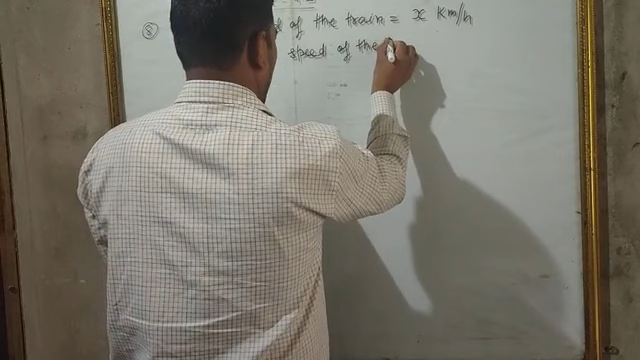 ⑧ of the train = x Km/h
speed of the